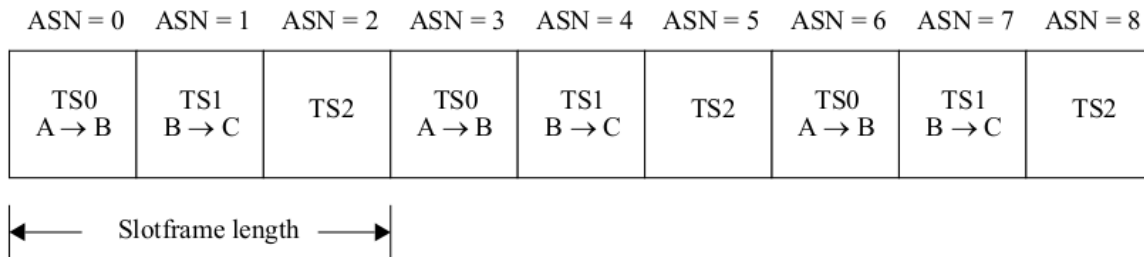 ASN = 0 ASN = 1 ASN = 2 ASN = 3 ASN = 4 ASN = 5 ASN = 6 ASN = 7 ASN = 8
TS0 TS1 TS2 TS0 TS1 TS2 TS0 TS1 TS2
A → B B → C A → B B → C A → B B → C
Slotframe length